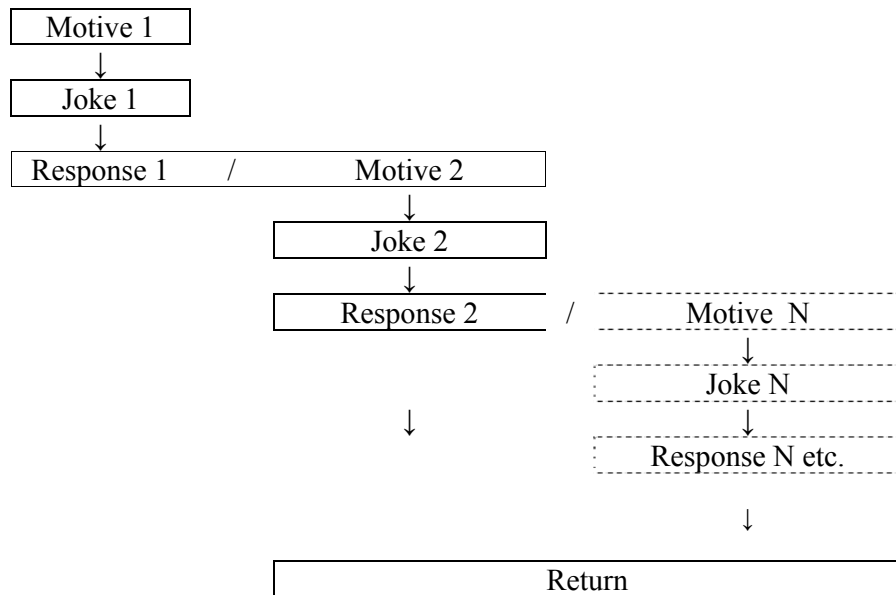 Motive 1
↓
Joke 1
↓
Response 1 / Motive 2
↓
Joke 2
↓
Response 2 / Motive N
↓
Joke N
↓ ↓
Response N etc.
↓
Return